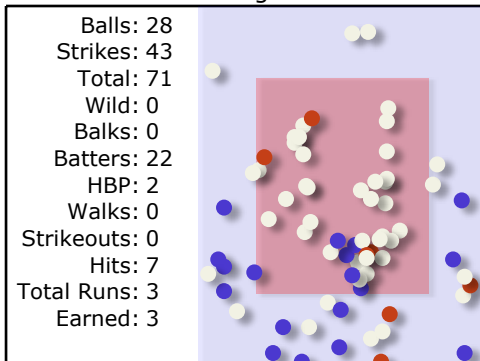 Balls: 28
Strikes: 43
Total: 71
Wild: 0
Balks: 0
Batters: 22
HBP: 2
Walks: 0
Strikeouts: 0
Hits: 7
Total Runs: 3
Earned: 3